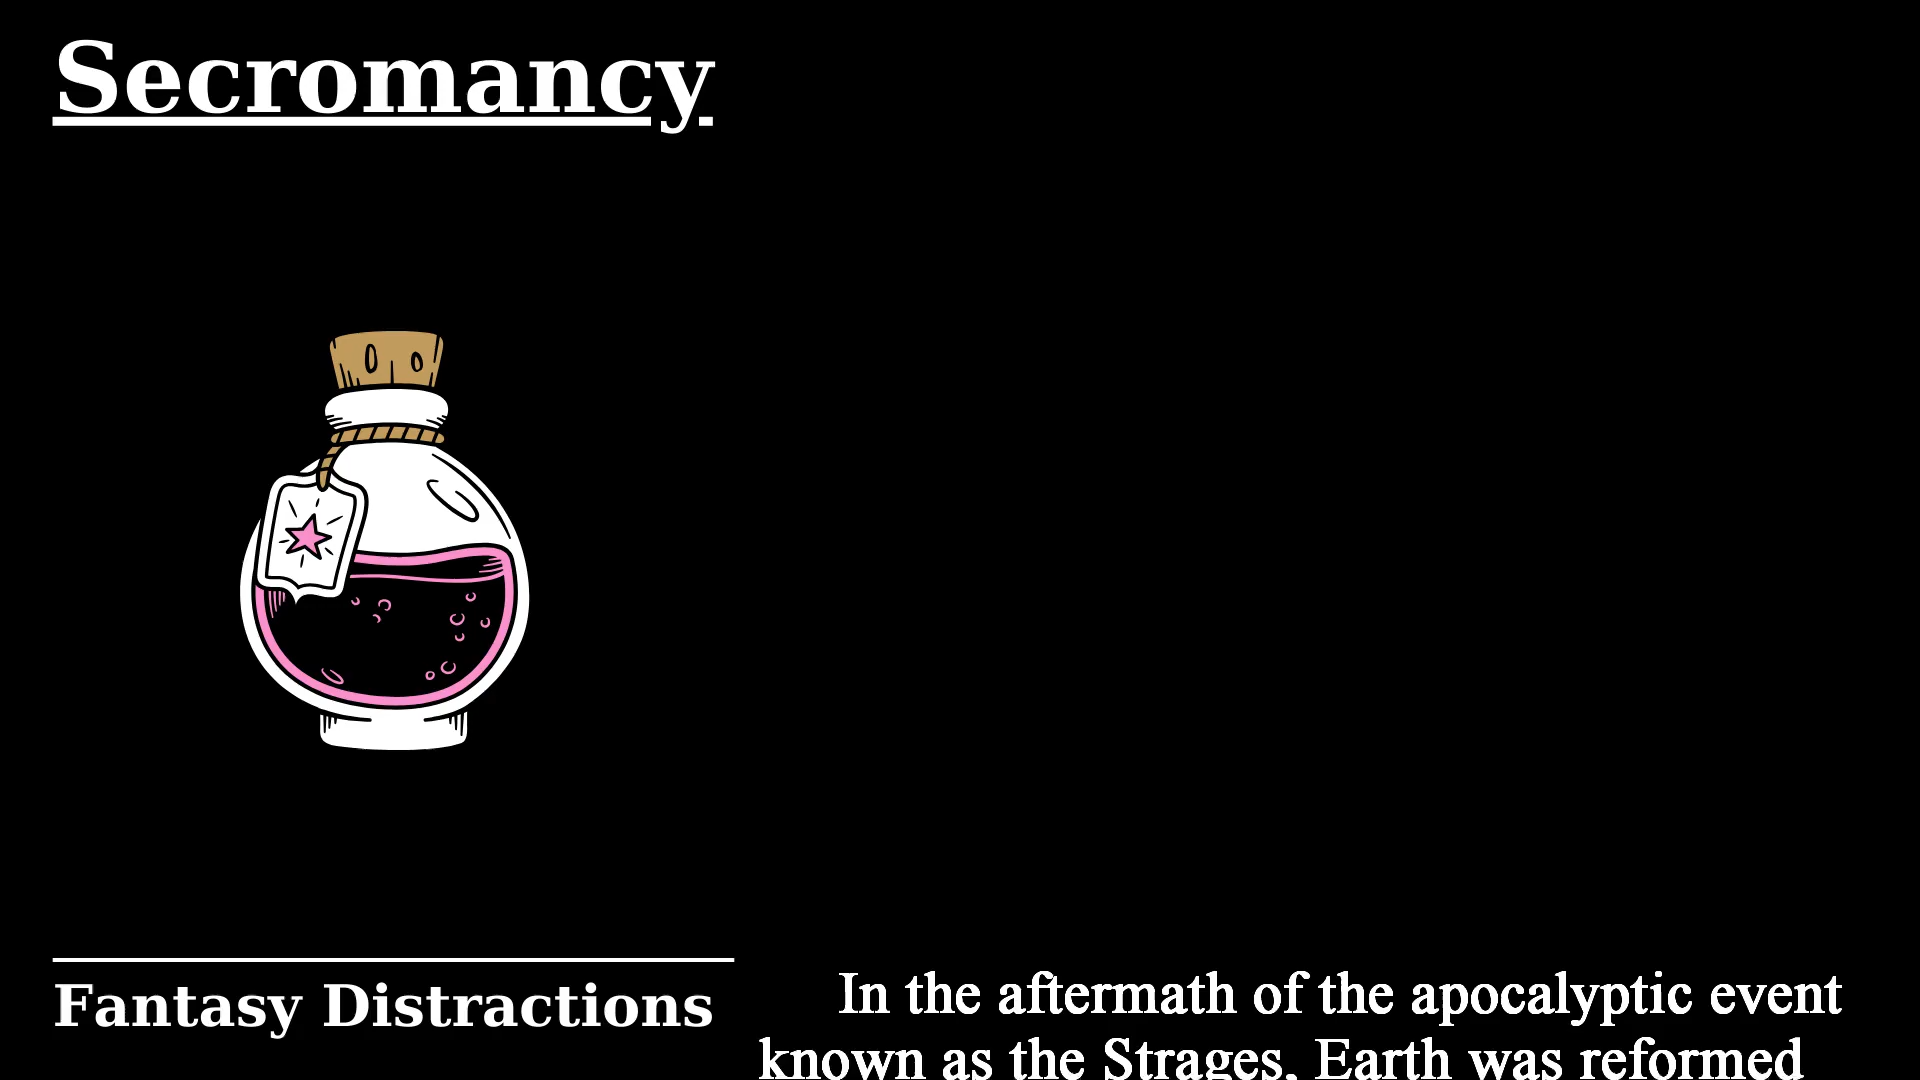 Secromancy
Fantasy Distractions
In the aftermath of the apocalyptic event
known as the Strages, Earth was reformed